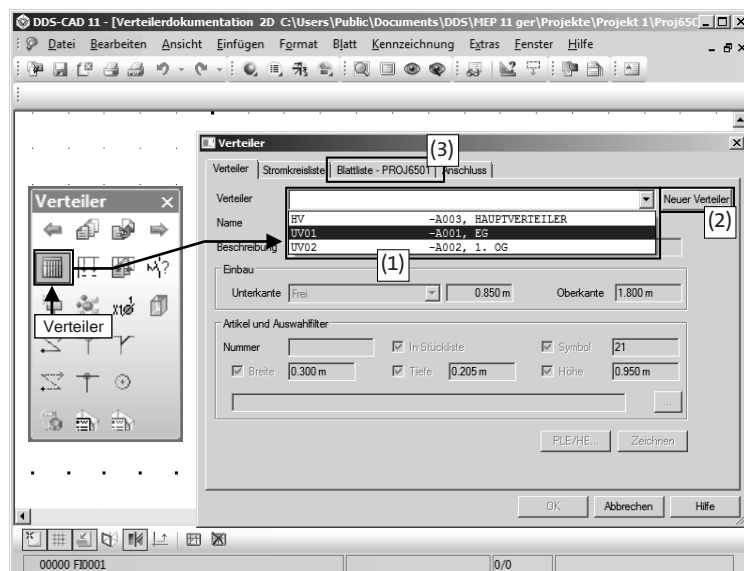 DDS-CAD 11 - [Verteilerdokumentation 2D C:\Users\Public\Documents\DDS\MEP 11 ger\Projekte\Projekt 1\Proj65
Datei Bearbeiten Ansicht Einfügen Format Blatt Kennzeichnung Extras Fenster Hilfe
Verteiler
(3)
Verteiler Stromkreisliste Blattliste - PROJ6501 Anschluss
Verteiler
Verteiler Neuer Verteiler
(2)
Name
HV -A003, HAUPTVERTEILER
UV01 -A001, EG
UV02 -A002, 1. OG
Beschreibung
(1)
Einbau
Unterkante Frei 0.850 m Oberkante 1.800 m
Verteiler
X10
Artikel und Auswahlfilter
Nummer In Stückliste Symbol 21
Breite 0.300 m Tiefe 0.205 m Höhe 0.950 m
...
PLE/HE... Zeichnen
OK Abbrechen Hilfe
00000 FI0001 0/0